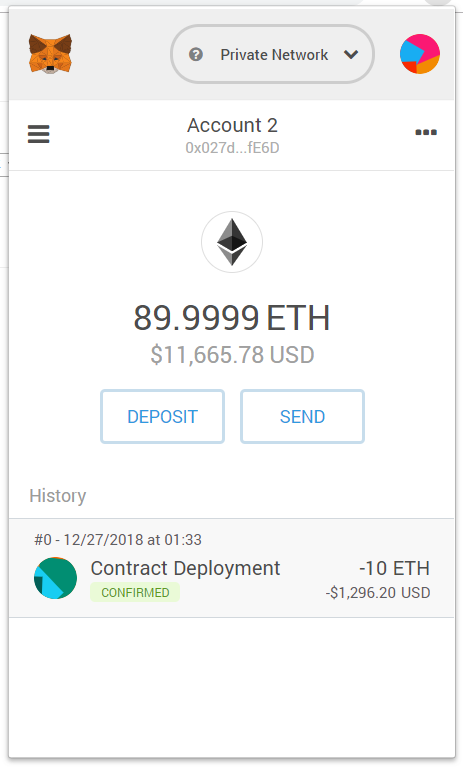 Private Network
Account 2
0x027d...fE6D
89.9999 ETH
$11,665.78 USD
DEPOSIT
SEND
History
#0 - 12/27/2018 at 01:33
Contract Deployment
-10 ETH
CONFIRMED
-$1,296.20 USD